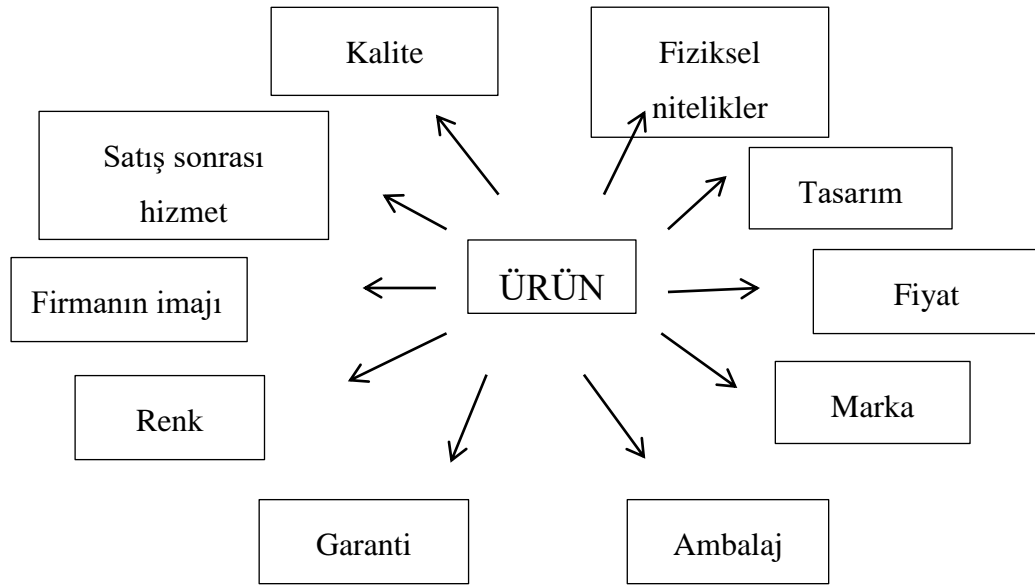 Kalite
Fiziksel
nitelikler
Satış sonrası
hizmet
Tasarım
ÜRÜN
Firmanın imajı
Fiyat
Renk
Marka
Garanti
Ambalaj